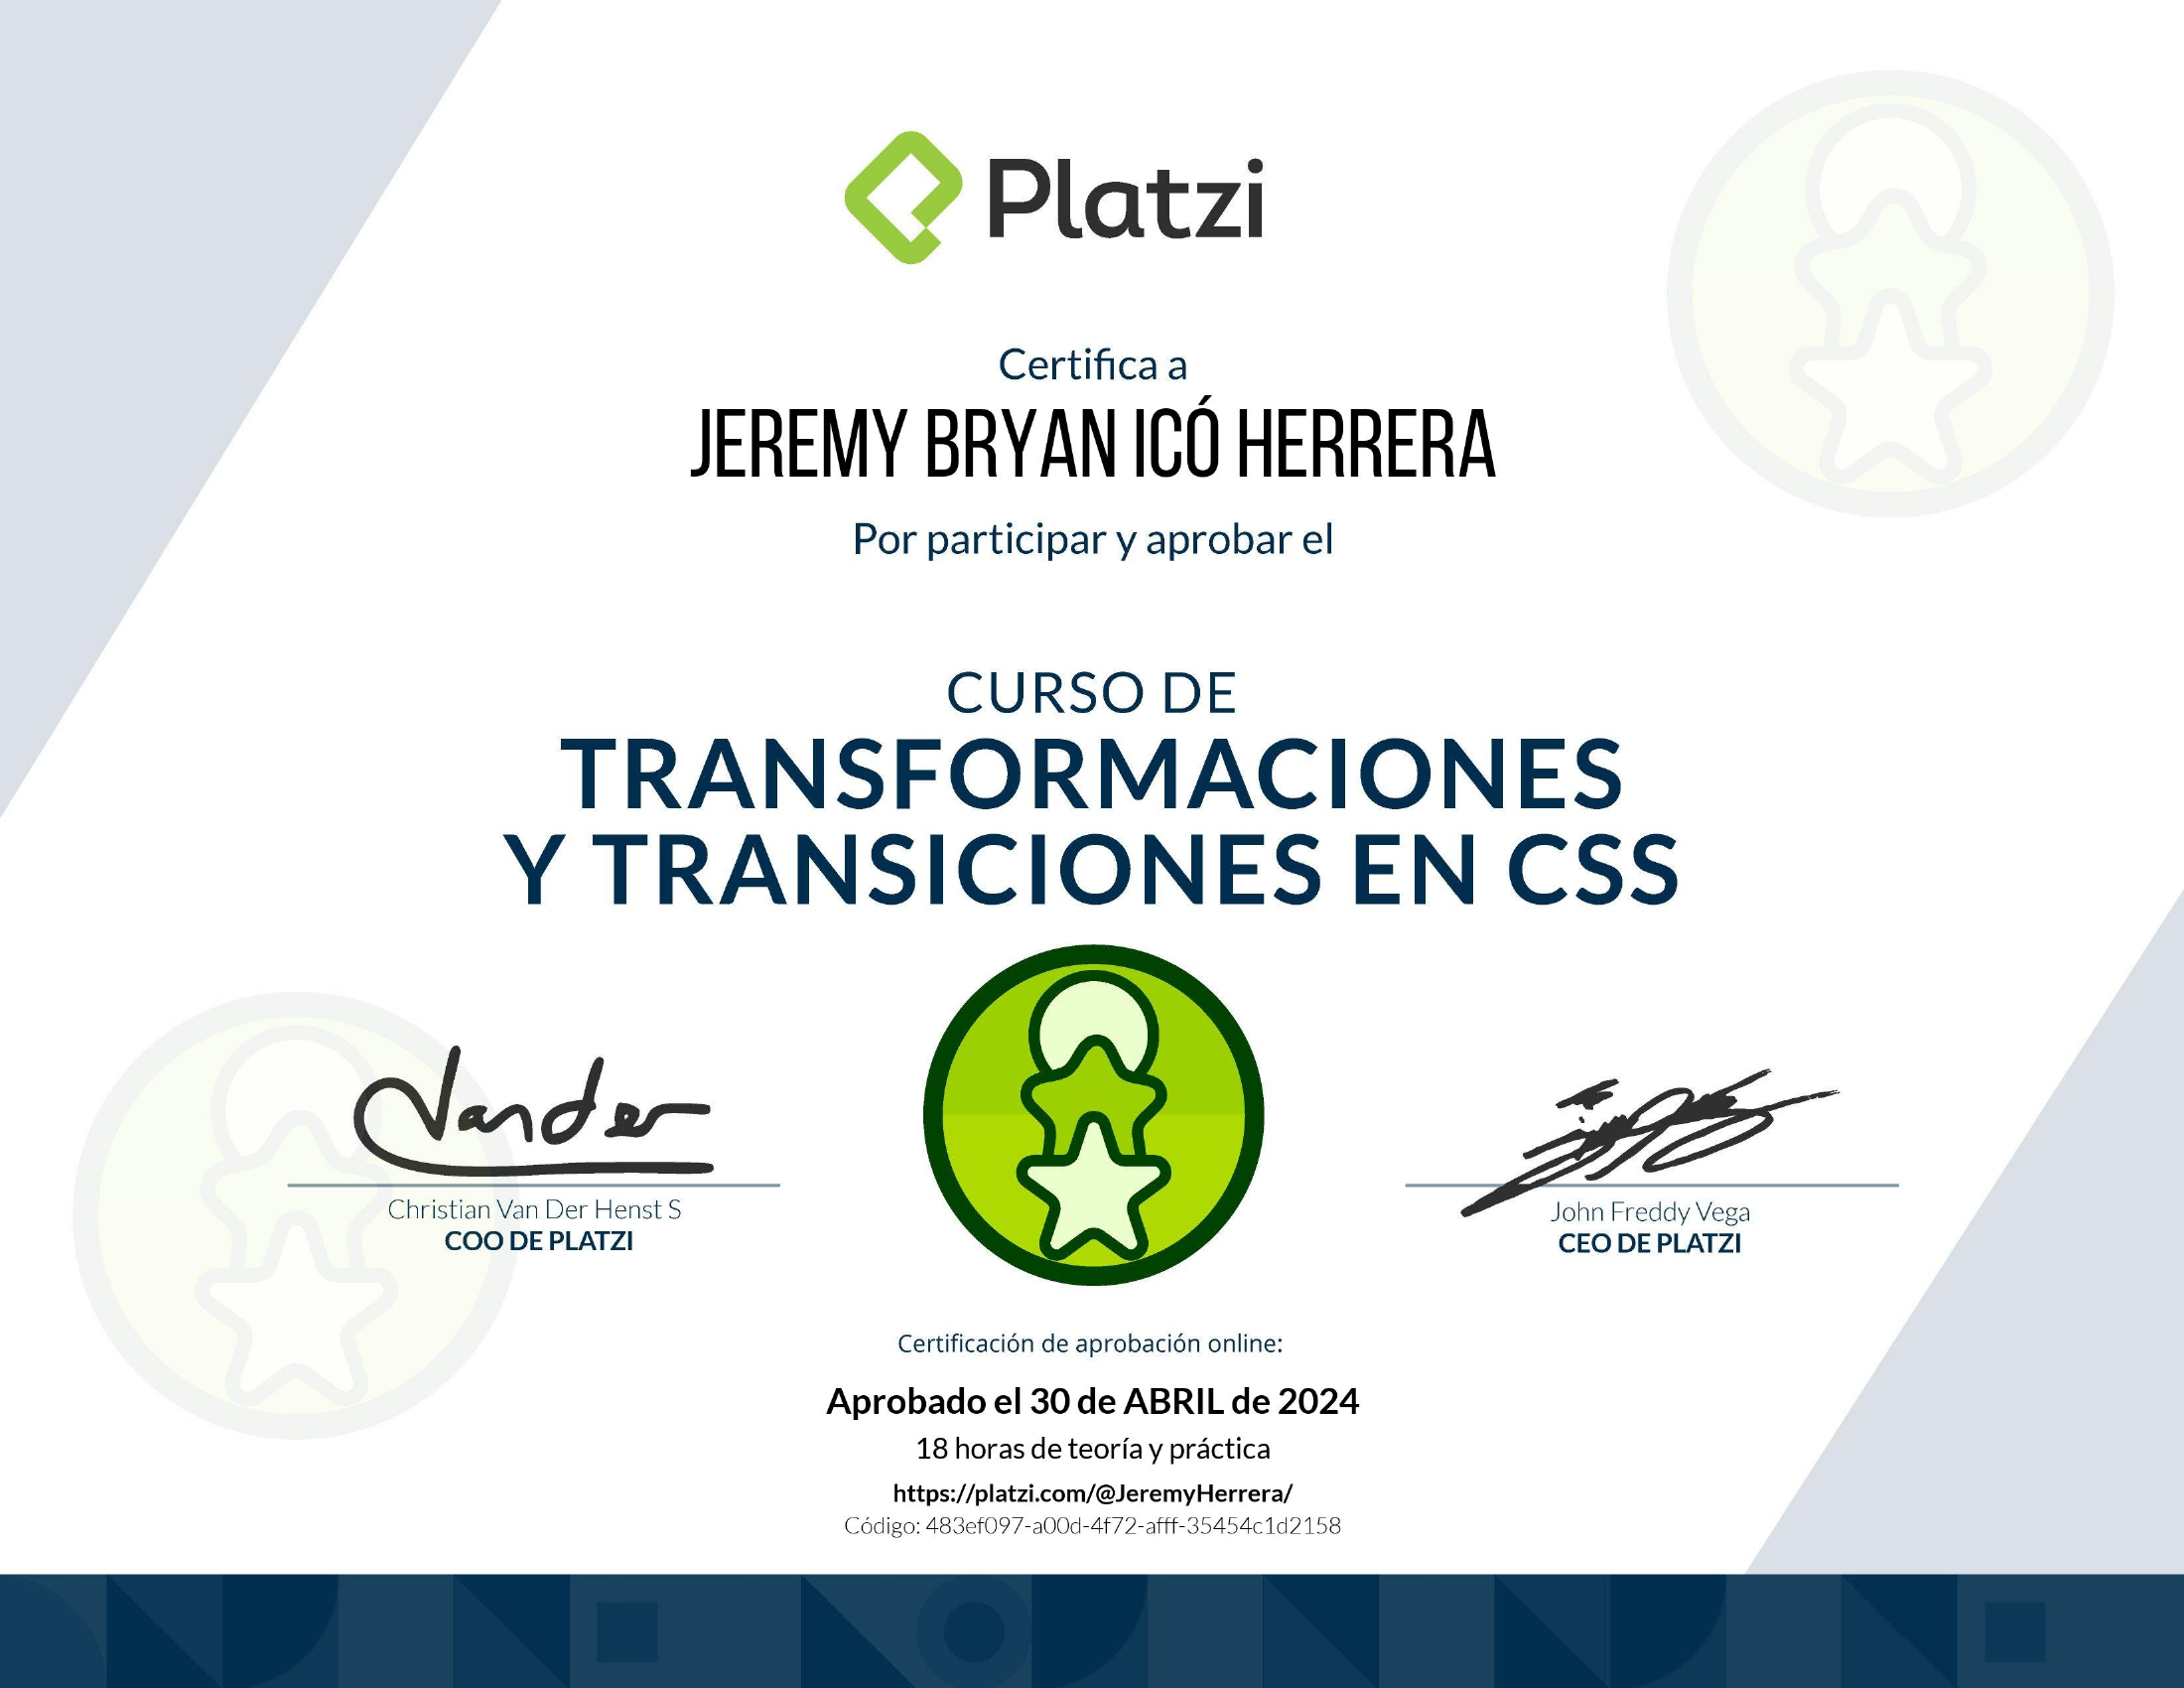 Platzi
Certifica a
JEREMY BRYAN ICÓ HERRERA
Por participar y aprobar el
CURSO DE
TRANSFORMACIONES
Y TRANSICIONES EN CSS
Vander
Christian Van Der Henst S
COO DE PLATZI
John Freddy Vega
CEO DE PLATZI
Certificación de aprobación online:
Aprobado el 30 de ABRIL de 2024
18 horas de teoría y práctica
https://platzi.com/@JeremyHerrera/
Código: 483ef097-a00d-4f72-afff-35454c1d2158